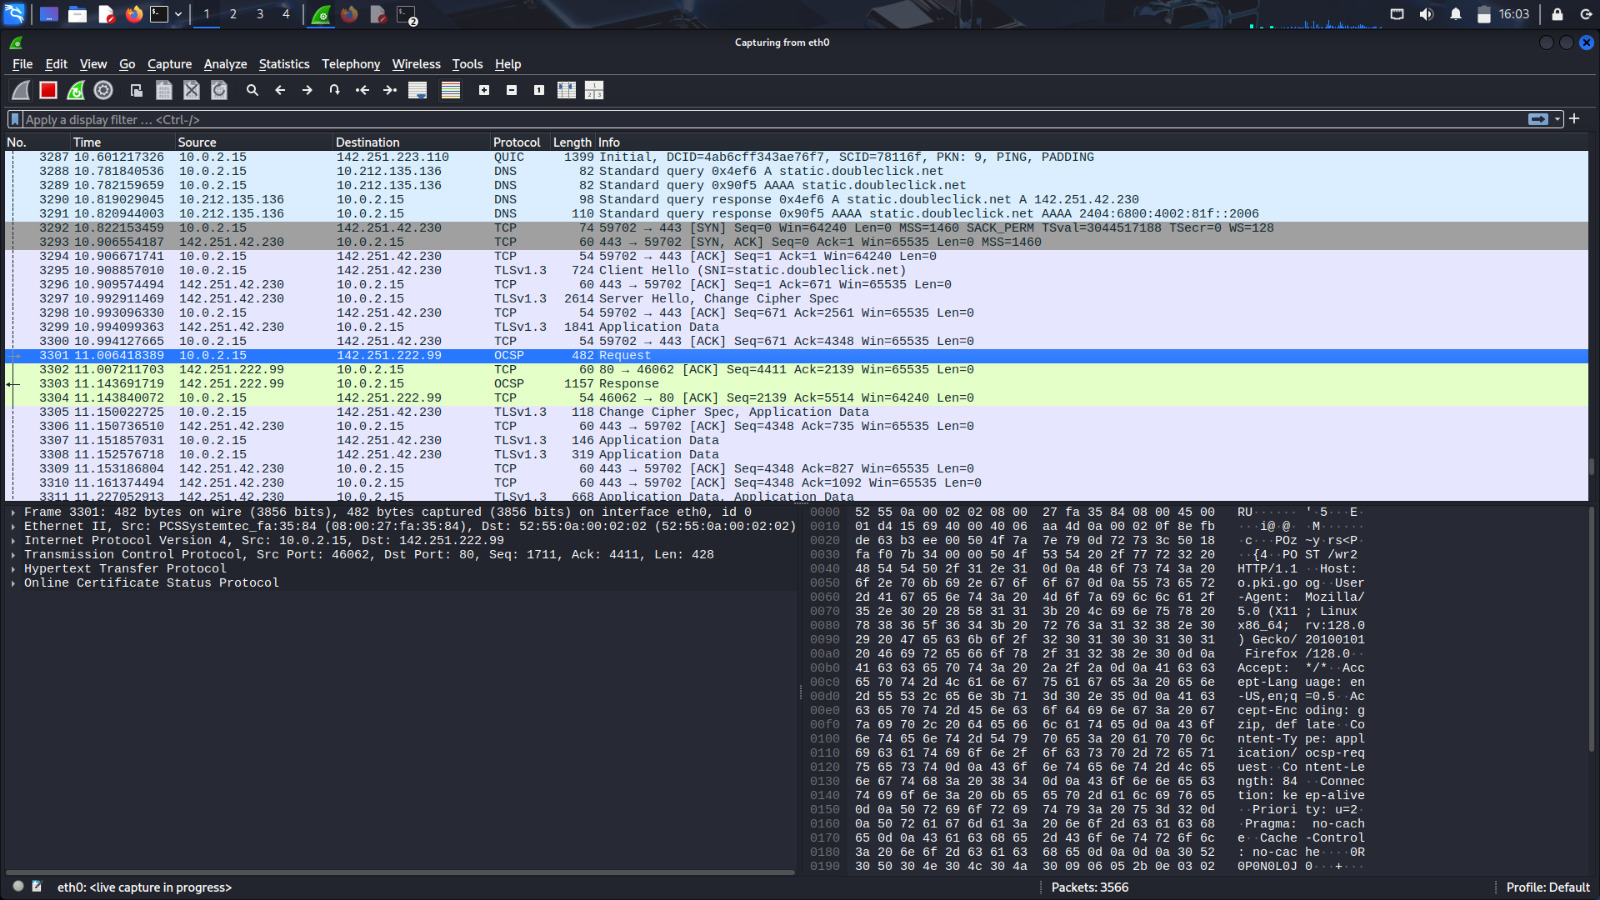 1 2 3 4 2 16:03
Capturing from eth0
File Edit View Go Capture Analyze Statistics Telephony Wireless Tools Help
Apply a display filter … <Ctrl-/>
No. Time Source Destination Protocol Length Info
3287 10.601217326 10.0.2.15 142.251.223.110 QUIC 1399 Initial, DCID=4ab6cff343ae76f7, SCID=78116f, PKN: 9, PING, PADDING
3288 10.781840536 10.0.2.15 10.212.135.136 DNS 82 Standard query 0x4ef6 A static.doubleclick.net
3289 10.782159659 10.0.2.15 10.212.135.136 DNS 82 Standard query 0x90f5 AAAA static.doubleclick.net
3290 10.819029045 10.212.135.136 10.0.2.15 DNS 98 Standard query response 0x4ef6 A static.doubleclick.net A 142.251.42.230
3291 10.820944003 10.212.135.136 10.0.2.15 DNS 110 Standard query response 0x90f5 AAAA static.doubleclick.net AAAA 2404:6800:4002:81f::2006
3292 10.822153459 10.0.2.15 142.251.42.230 TCP 74 59702 → 443 [SYN] Seq=0 Win=64240 Len=0 MSS=1460 SACK_PERM TSval=3044517188 TSecr=0 WS=128
3293 10.906554187 142.251.42.230 10.0.2.15 TCP 60 443 → 59702 [SYN, ACK] Seq=0 Ack=1 Win=65535 Len=0 MSS=1460
3294 10.906671741 10.0.2.15 142.251.42.230 TCP 54 59702 → 443 [ACK] Seq=1 Ack=1 Win=64240 Len=0
3295 10.908857010 10.0.2.15 142.251.42.230 TLSv1.3 724 Client Hello (SNI=static.doubleclick.net)
3296 10.909574494 142.251.42.230 10.0.2.15 TCP 60 443 → 59702 [ACK] Seq=1 Ack=671 Win=65535 Len=0
3297 10.992911469 142.251.42.230 10.0.2.15 TLSv1.3 2614 Server Hello, Change Cipher Spec
3298 10.993096330 10.0.2.15 142.251.42.230 TCP 54 59702 → 443 [ACK] Seq=671 Ack=2561 Win=65535 Len=0
3299 10.994099363 142.251.42.230 10.0.2.15 TLSv1.3 1841 Application Data
3300 10.994127665 10.0.2.15 142.251.42.230 TCP 54 59702 → 443 [ACK] Seq=671 Ack=4348 Win=65535 Len=0
3301 11.006418389 10.0.2.15 142.251.222.99 OCSP 482 Request
3302 11.007211703 142.251.222.99 10.0.2.15 TCP 60 80 → 46062 [ACK] Seq=4411 Ack=2139 Win=65535 Len=0
3303 11.143691719 142.251.222.99 10.0.2.15 OCSP 1157 Response
3304 11.143840072 10.0.2.15 142.251.222.99 TCP 54 46062 → 80 [ACK] Seq=2139 Ack=5514 Win=64240 Len=0
3305 11.150022725 10.0.2.15 142.251.42.230 TLSv1.3 118 Change Cipher Spec, Application Data
3306 11.150736510 142.251.42.230 10.0.2.15 TCP 60 443 → 59702 [ACK] Seq=4348 Ack=735 Win=65535 Len=0
3307 11.151857031 10.0.2.15 142.251.42.230 TLSv1.3 146 Application Data
3308 11.152576718 10.0.2.15 142.251.42.230 TLSv1.3 319 Application Data
3309 11.153186804 142.251.42.230 10.0.2.15 TCP 60 443 → 59702 [ACK] Seq=4348 Ack=827 Win=65535 Len=0
3310 11.161374494 142.251.42.230 10.0.2.15 TCP 60 443 → 59702 [ACK] Seq=4348 Ack=1092 Win=65535 Len=0
3311 11.227052913 142.251.42.230 10.0.2.15 TLSv1.3 668 Application Data, Application Data
Frame 3301: 482 bytes on wire (3856 bits), 482 bytes captured (3856 bits) on interface eth0, id 0
Ethernet II, Src: PCSSystemtec_fa:35:84 (08:00:27:fa:35:84), Dst: 52:55:0a:00:02:02 (52:55:0a:00:02:02)
Internet Protocol Version 4, Src: 10.0.2.15, Dst: 142.251.222.99
Transmission Control Protocol, Src Port: 46062, Dst Port: 80, Seq: 1711, Ack: 4411, Len: 428
Hypertext Transfer Protocol
Online Certificate Status Protocol
0000 52 55 0a 00 02 02 08 00 27 fa 35 84 08 00 45 00 RU······ '·5···E·
0010 01 d4 15 69 40 00 40 06 aa 4d 0a 00 02 0f 8e fb ···i@·@· ·M······
0020 de 63 b3 ee 00 50 4f 7a 7e 79 0d 72 73 3c 50 18 ·c···POz ~y·rs<P·
0030 fa f0 7b 34 00 00 50 4f 53 54 20 2f 77 72 32 20 ··{4··PO ST /wr2
0040 48 54 54 50 2f 31 2e 31 0d 0a 48 6f 73 74 3a 20 HTTP/1.1 ··Host:
0050 6f 2e 70 6b 69 2e 67 6f 6f 67 0d 0a 55 73 65 72 o.pki.go og··User
0060 2d 41 67 65 6e 74 3a 20 4d 6f 7a 69 6c 6c 61 2f -Agent: Mozilla/
0070 35 2e 30 20 28 58 31 31 3b 20 4c 69 6e 75 78 20 5.0 (X11 ; Linux
0080 78 38 36 5f 36 34 3b 20 72 76 3a 31 32 38 2e 30 x86_64; rv:128.0
0090 29 20 47 65 63 6b 6f 2f 32 30 31 30 30 31 30 31 ) Gecko/ 20100101
00a0 20 46 69 72 65 66 6f 78 2f 31 32 38 2e 30 0d 0a Firefox /128.0··
00b0 41 63 63 65 70 74 3a 20 2a 2f 2a 0d 0a 41 63 63 Accept: */*··Acc
00c0 65 70 74 2d 4c 61 6e 67 75 61 67 65 3a 20 65 6e ept-Lang uage: en
00d0 2d 55 53 2c 65 6e 3b 71 3d 30 2e 35 0d 0a 41 63 -US,en;q =0.5··Ac
00e0 63 65 70 74 2d 45 6e 63 6f 64 69 6e 67 3a 20 67 cept-Enc oding: g
00f0 7a 69 70 2c 20 64 65 66 6c 61 74 65 0d 0a 43 6f zip, def late··Co
0100 6e 74 65 6e 74 2d 54 79 70 65 3a 20 61 70 70 6c ntent-Ty pe: appl
0110 69 63 61 74 69 6f 6e 2f 6f 63 73 70 2d 72 65 71 ication/ ocsp-req
0120 75 65 73 74 0d 0a 43 6f 6e 74 65 6e 74 2d 4c 65 uest··Co ntent-Le
0130 6e 67 74 68 3a 20 38 34 0d 0a 43 6f 6e 6e 65 63 ngth: 84 ··Connec
0140 74 69 6f 6e 3a 20 6b 65 65 70 2d 61 6c 69 76 65 tion: ke ep-alive
0150 0d 0a 50 72 69 6f 72 69 74 79 3a 20 75 3d 32 0d ··Priori ty: u=2·
0160 0a 50 72 61 67 6d 61 3a 20 6e 6f 2d 63 61 63 68 ·Pragma: no-cach
0170 65 0d 0a 43 61 63 68 65 2d 43 6f 6e 74 72 6f 6c e··Cache -Control
0180 3a 20 6e 6f 2d 63 61 63 68 65 0d 0a 0d 0a 30 52 : no-cac he····0R
0190 30 50 30 4e 30 4c 30 4a 30 09 06 05 2b 0e 03 02 0P0N0L0J 0···+···
eth0: <live capture in progress> Packets: 3566 Profile: Default